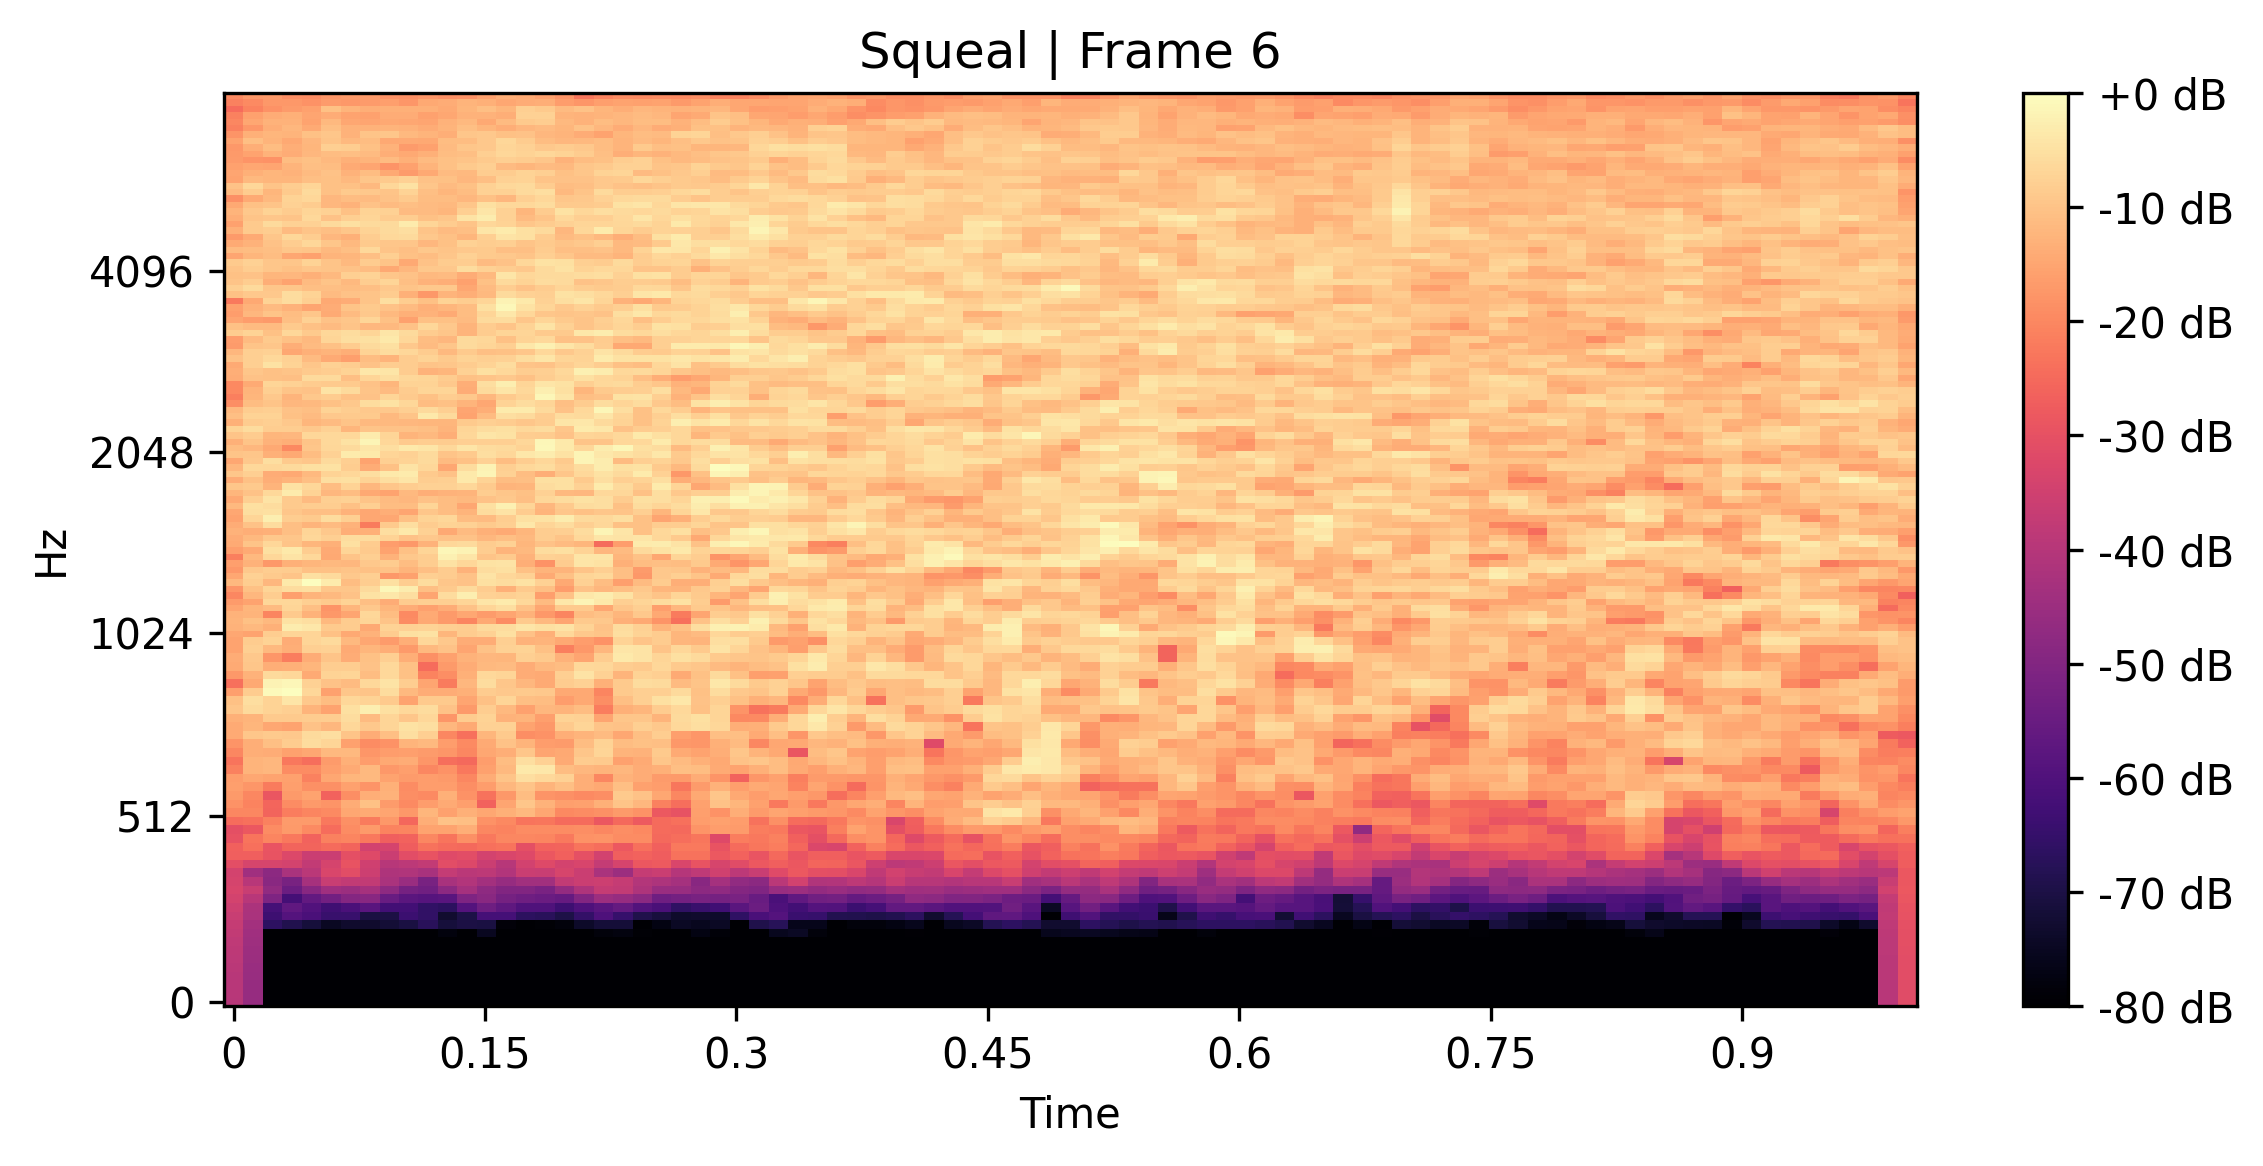 Squeal | Frame 6
+0 dB
-10 dB
-20 dB
-30 dB
-40 dB
-50 dB
-60 dB
-70 dB
-80 dB
Hz
4096
2048
1024
512
0
0 0.15 0.3 0.45 0.6 0.75 0.9
Time